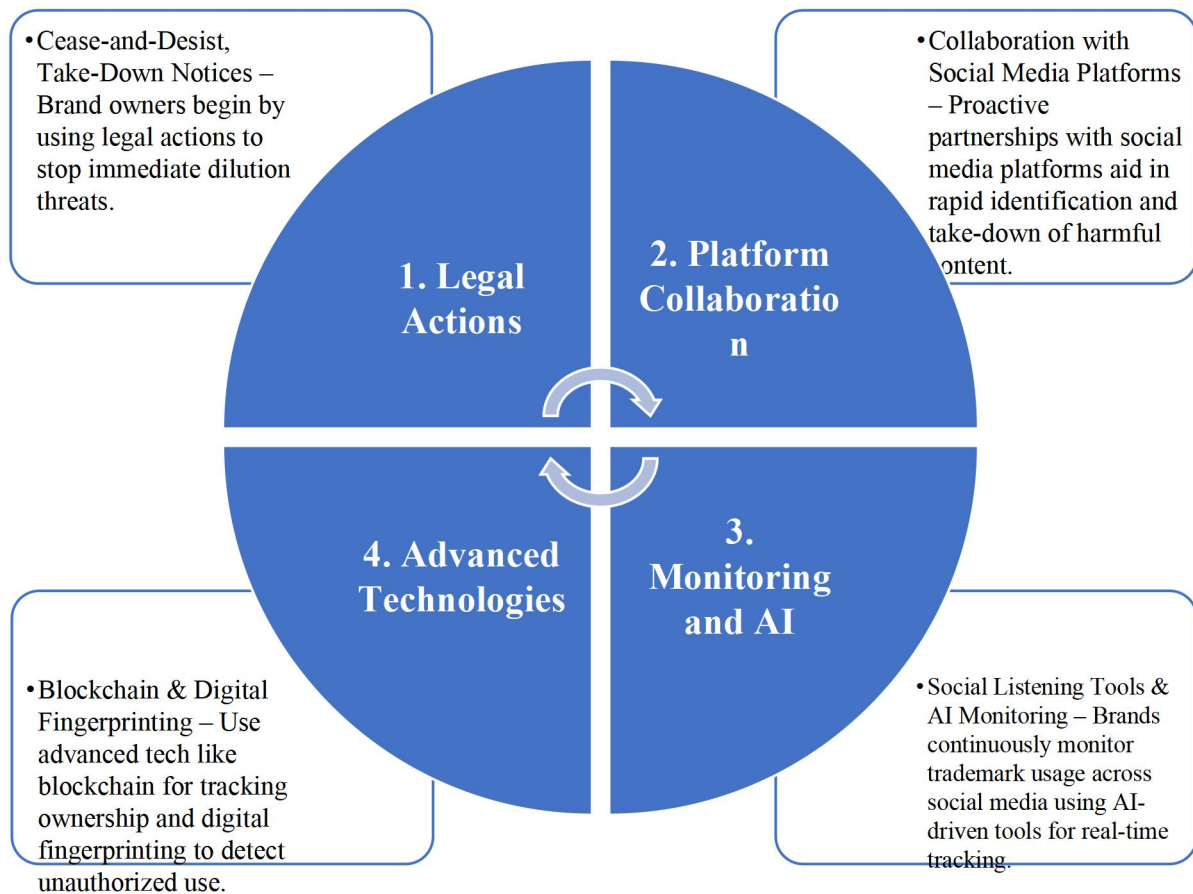 •Cease-and-Desist,
Take-Down Notices –
Brand owners begin by
using legal actions to
stop immediate dilution
threats.
•Collaboration with
Social Media Platforms
– Proactive
partnerships with social
media platforms aid in
rapid identification and
take-down of harmful
content.
1. Legal
Actions
2. Platform
Collaboratio
n
4. Advanced
Technologies
3.
Monitoring
and AI
•Blockchain & Digital
Fingerprinting – Use
advanced tech like
blockchain for tracking
ownership and digital
fingerprinting to detect
unauthorized use.
•Social Listening Tools &
AI Monitoring – Brands
continuously monitor
trademark usage across
social media using AI-
driven tools for real-time
tracking.